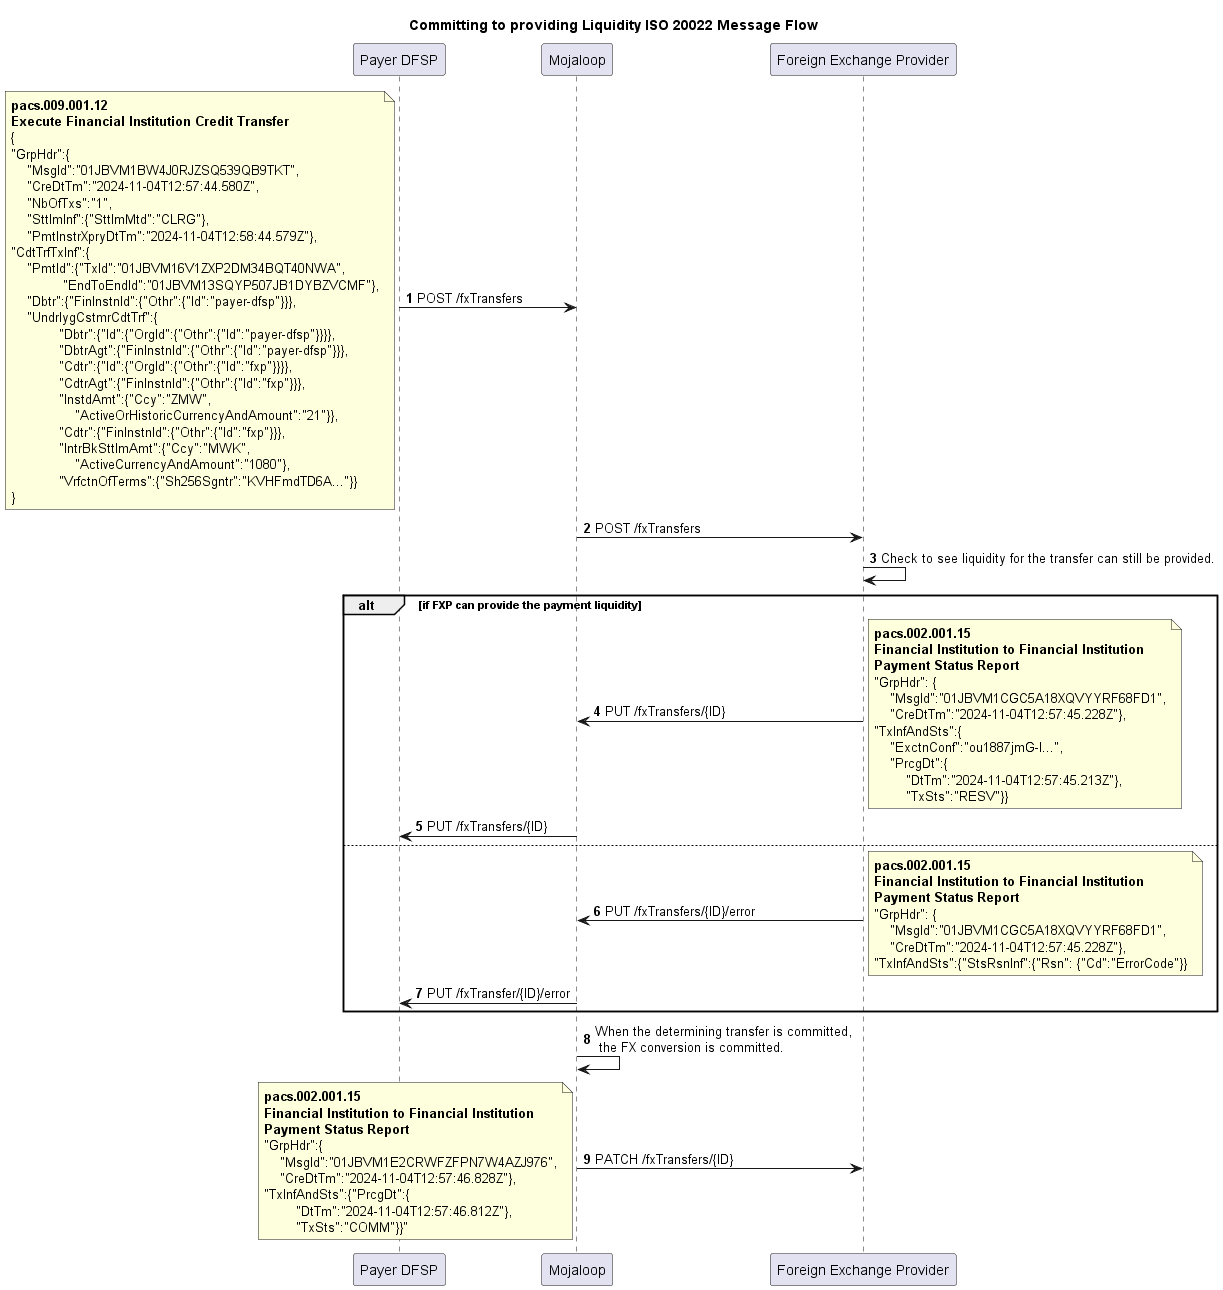 Committing to providing Liquidity ISO 20022 Message Flow
Payer DFSP
Mojaloop
Foreign Exchange Provider
pacs.009.001.12
Execute Financial Institution Credit Transfer
{
"GrpHdr":{
"MsgId":"01JBVM1BW4J0RJZSQ539QB9TKT",
"CreDtTm":"2024-11-04T12:57:44.580Z",
"NbOfTxs":"1",
"SttlmInf":{"SttlmMtd":"CLRG"},
"PmtInstrXpryDtTm":"2024-11-04T12:58:44.579Z"},
"CdtTrfTxInf":{
"PmtId":{"TxId":"01JBVM16V1ZXP2DM34BQT40NWA",
"EndToEndId":"01JBVM13SQYP507JB1DYBZVCMF"},
"Dbtr":{"FinInstnId":{"Othr":{"Id":"payer-dfsp"}}},
"UndrlygCstmrCdtTrf":{
"Dbtr":{"Id":{"OrgId":{"Othr":{"Id":"payer-dfsp"}}}},
"DbtrAgt":{"FinInstnId":{"Othr":{"Id":"payer-dfsp"}}},
"Cdtr":{"Id":{"OrgId":{"Othr":{"Id":"fxp"}}}},
"CdtrAgt":{"FinInstnId":{"Othr":{"Id":"fxp"}}},
"InstdAmt":{"Ccy":"ZMW",
"ActiveOrHistoricCurrencyAndAmount":"21"}},
"Cdtr":{"FinInstnId":{"Othr":{"Id":"fxp"}}},
"IntrBkSttlmAmt":{"Ccy":"MWK",
"ActiveCurrencyAndAmount":"1080"},
"VrfctnOfTerms":{"Sh256Sgntr":"KVHFmdTD6A..."}}
}
1 POST /fxTransfers
2 POST /fxTransfers
3 Check to see liquidity for the transfer can still be provided.
alt [if FXP can provide the payment liquidity]
pacs.002.001.15
Financial Institution to Financial Institution
Payment Status Report
"GrpHdr": {
"MsgId":"01JBVM1CGC5A18XQVYYRF68FD1",
"CreDtTm":"2024-11-04T12:57:45.228Z"},
"TxInfAndSts":{
"ExctnConf":"ou1887jmG-l...",
"PrcgDt":{
"DtTm":"2024-11-04T12:57:45.213Z"},
"TxSts":"RESV"}}
4 PUT /fxTransfers/{ID}
5 PUT /fxTransfers/{ID}
pacs.002.001.15
Financial Institution to Financial Institution
Payment Status Report
"GrpHdr": {
"MsgId":"01JBVM1CGC5A18XQVYYRF68FD1",
"CreDtTm":"2024-11-04T12:57:45.228Z"},
"TxInfAndSts":{"StsRsnInf":{"Rsn": {"Cd":"ErrorCode"}}
6 PUT /fxTransfers/{ID}/error
7 PUT /fxTransfer/{ID}/error
8 When the determining transfer is committed,
the FX conversion is committed.
pacs.002.001.15
Financial Institution to Financial Institution
Payment Status Report
"GrpHdr":{
"MsgId":"01JBVM1E2CRWFZFPN7W4AZJ976",
"CreDtTm":"2024-11-04T12:57:46.828Z"},
"TxInfAndSts":{"PrcgDt":{
"DtTm":"2024-11-04T12:57:46.812Z"},
"TxSts":"COMM"}}"
9 PATCH /fxTransfers/{ID}
Payer DFSP
Mojaloop
Foreign Exchange Provider